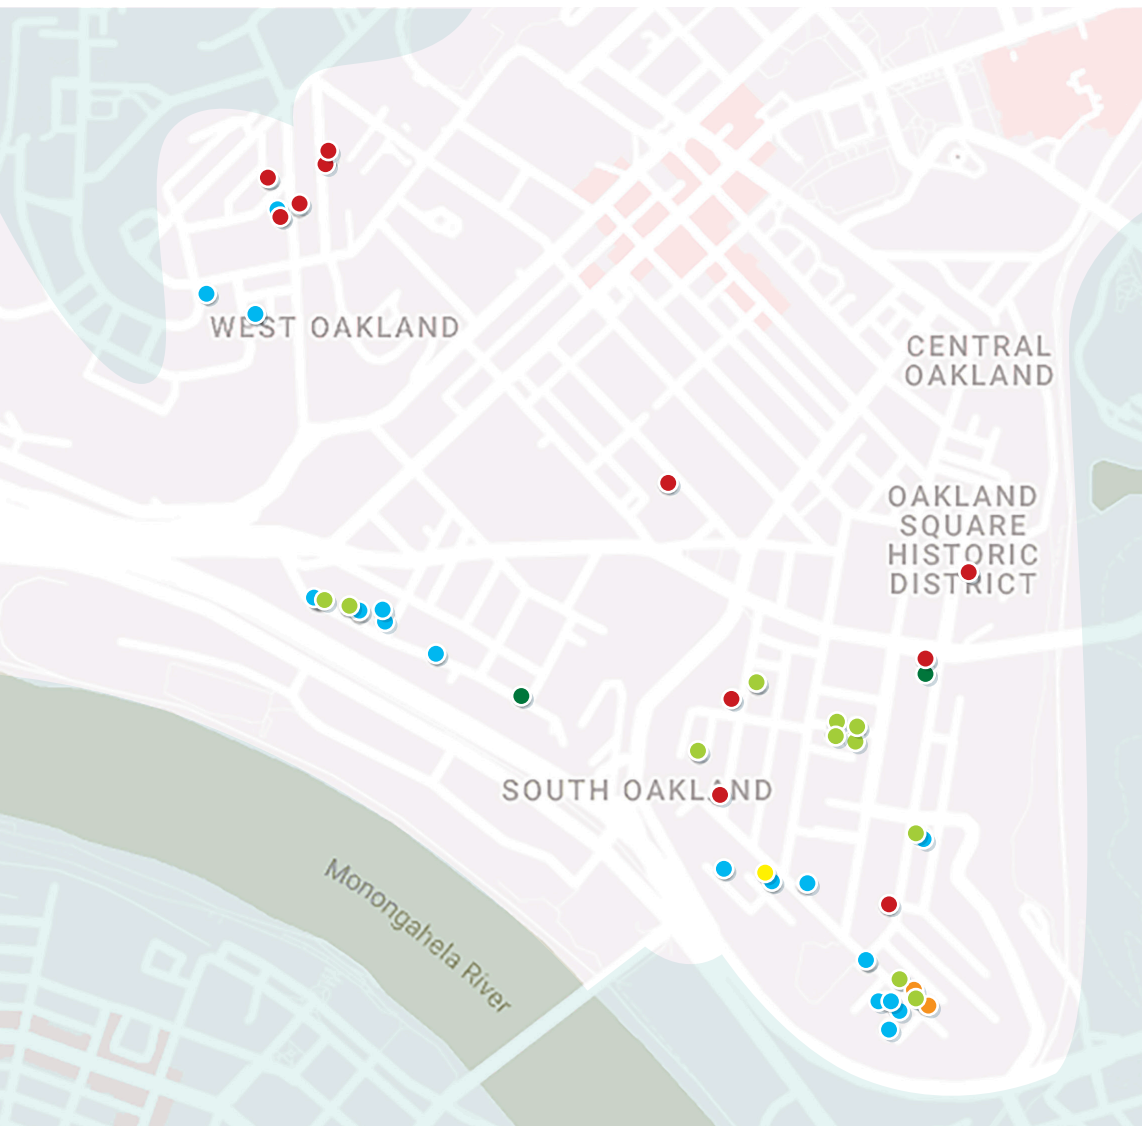 WEST OAKLAND
CENTRAL
OAKLAND
OAKLAND
SQUARE
HISTORIC
DISTRICT
SOUTH OAKLAND
Monongahela River